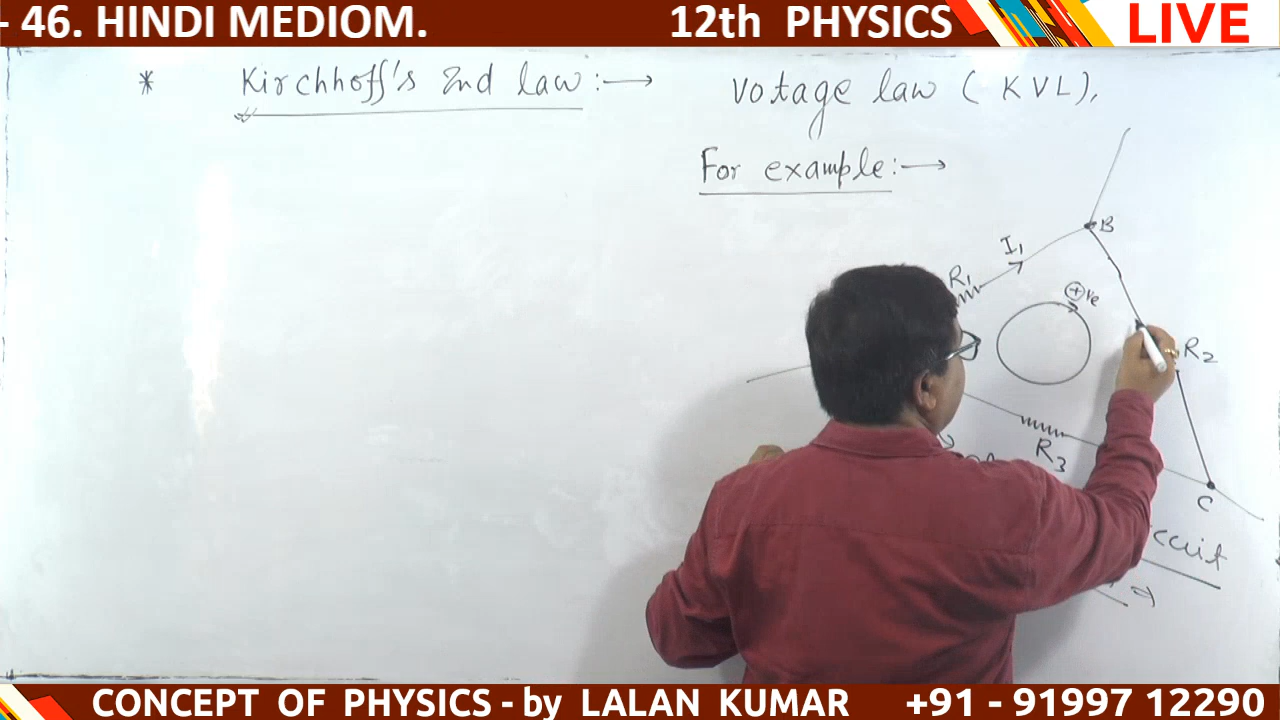 - 46. HINDI MEDIOM. 12th PHYSICS LIVE
* Kirchhoff's 2nd law :→ Votage law (KVL),
For example :→
B
I₁
R₁
+ve
R₂
R₃
C
ccuit
CONCEPT OF PHYSICS - by LALAN KUMAR +91 - 91997 12290